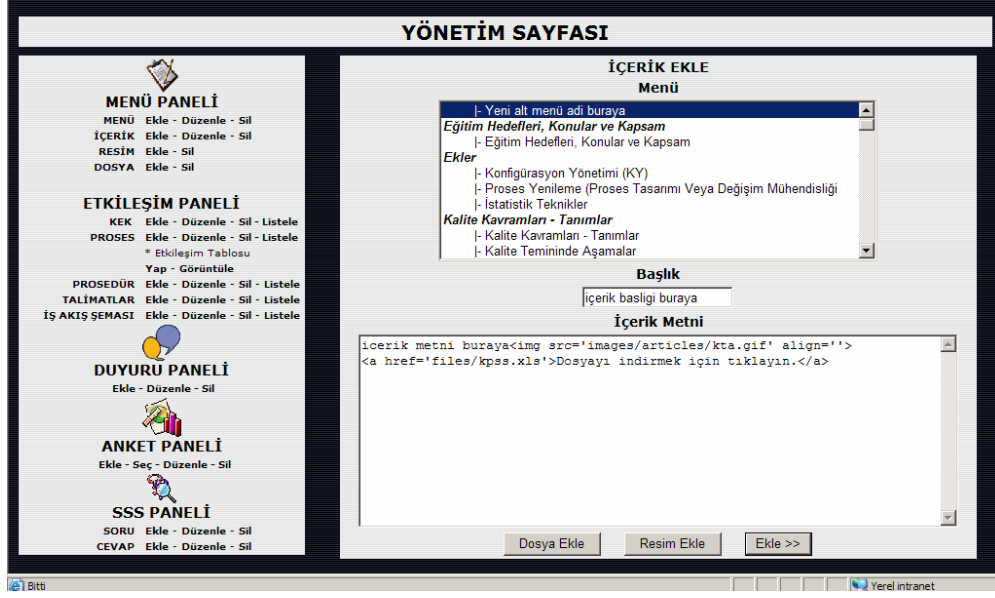 YÖNETİM SAYFASI
MENÜ PANELİ
MENÜ Ekle - Düzenle - Sil
İÇERİK Ekle - Düzenle - Sil
RESİM Ekle - Sil
DOSYA Ekle - Sil
ETKİLEŞİM PANELİ
KEK Ekle - Düzenle - Sil - Listele
PROSES Ekle - Düzenle - Sil - Listele
* Etkileşim Tablosu
Yap - Görüntüle
PROSEDÜR Ekle - Düzenle - Sil - Listele
TALİMATLAR Ekle - Düzenle - Sil - Listele
İŞ AKIŞ ŞEMASI Ekle - Düzenle - Sil - Listele
DUYURU PANELİ
Ekle - Düzenle - Sil
ANKET PANELİ
Ekle - Seç - Düzenle - Sil
SSS PANELİ
SORU Ekle - Düzenle - Sil
CEVAP Ekle - Düzenle - Sil
İÇERİK EKLE
Menü
|- Yeni alt menü adi buraya
Eğitim Hedefleri, Konular ve Kapsam
|- Eğitim Hedefleri, Konular ve Kapsam
Ekler
|- Konfigürasyon Yönetimi (KY)
|- Proses Yenileme (Proses Tasarımı Veya Değişim Mühendisliği
|- İstatistik Teknikler
Kalite Kavramları - Tanımlar
|- Kalite Kavramları - Tanımlar
|- Kalite Temininde Aşamalar
Başlık
içerik basligi buraya
İçerik Metni
icerik metni buraya<img src='images/articles/kta.gif' align=''>
<a href='files/kpss.xls'>Dosyayı indirmek için tıklayın.</a>
Dosya Ekle Resim Ekle Ekle >>
Bitti Yerel intranet